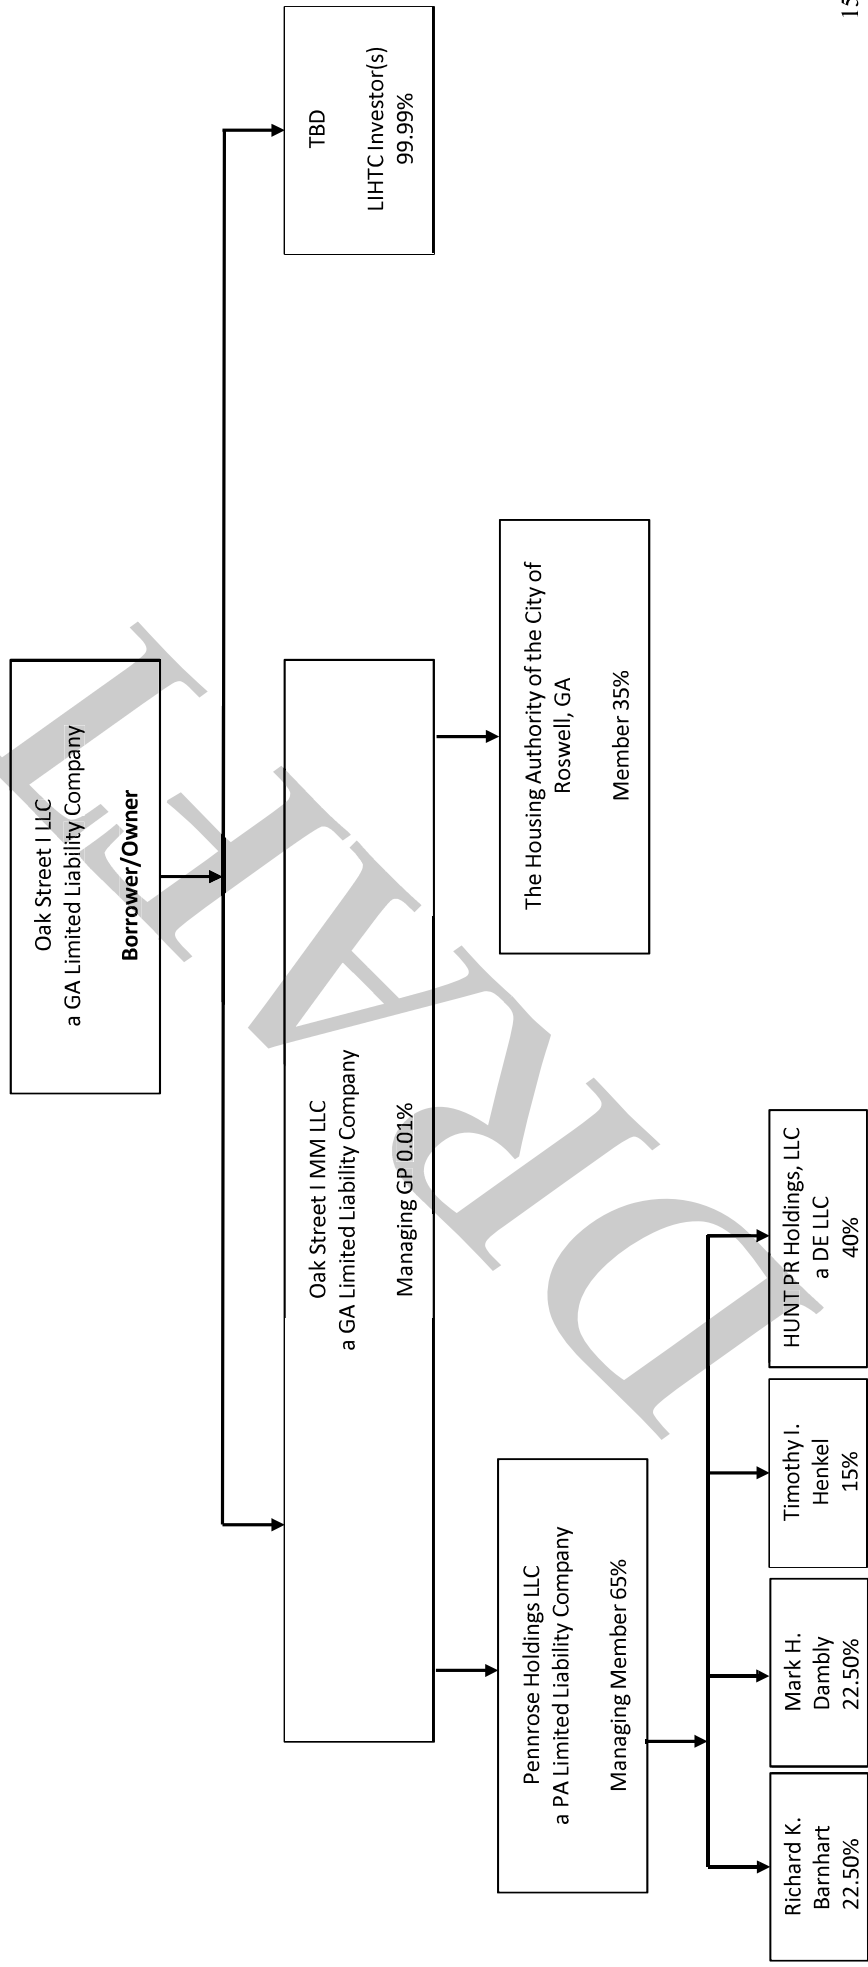 Oak Street I LLC
a GA Limited Liability Company
Borrower/Owner
Oak Street I MM LLC
a GA Limited Liability Company
Managing GP 0.01%
TBD
LIHTC Investor(s)
99.99%
Pennrose Holdings LLC
a PA Limited Liability Company
Managing Member 65%
The Housing Authority of the City of
Roswell, GA
Member 35%
Richard K.
Barnhart
22.50%
Mark H.
Dambly
22.50%
Timothy I.
Henkel
15%
HUNT PR Holdings, LLC
a DE LLC
40%
DRAFT